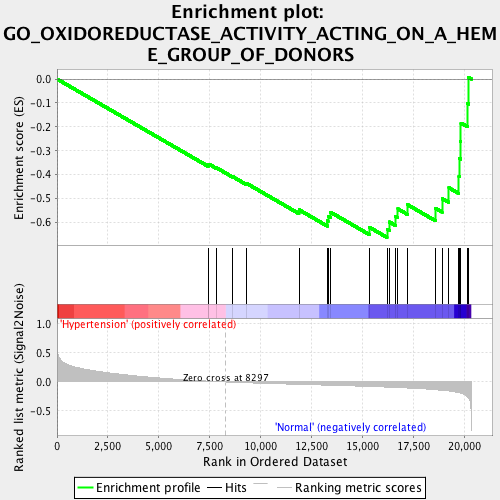 Enrichment plot:
GO_OXIDOREDUCTASE_ACTIVITY_ACTING_ON_A_HEM
E_GROUP_OF_DONORS
Enrichment score (ES)
0.0
-0.1
-0.2
-0.3
-0.4
-0.5
-0.6
Ranked list metric (Signal2Noise)
1.0
0.5
0.0
-0.5
'Hypertension' (positively correlated)
Zero cross at 8297
'Normal' (negatively correlated)
0
2,500
5,000
7,500
10,000
12,500
15,000
17,500
20,000
Rank in Ordered Dataset
Enrichment profile
Hits
Ranking metric scores